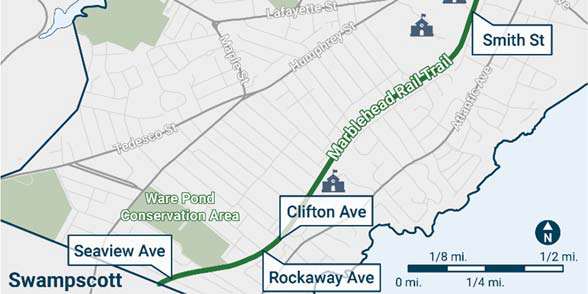 Lafayette St
Smith St
Maple St
Humphrey St
Atlantic Ave
Marblehead Rail Trail
Tedesco St
Ware Pond
Conservation Area
Clifton Ave
Seaview Ave
Rockaway Ave
Swampscott
N
1/8 mi.
1/2 mi.
0 mi.
1/4 mi.